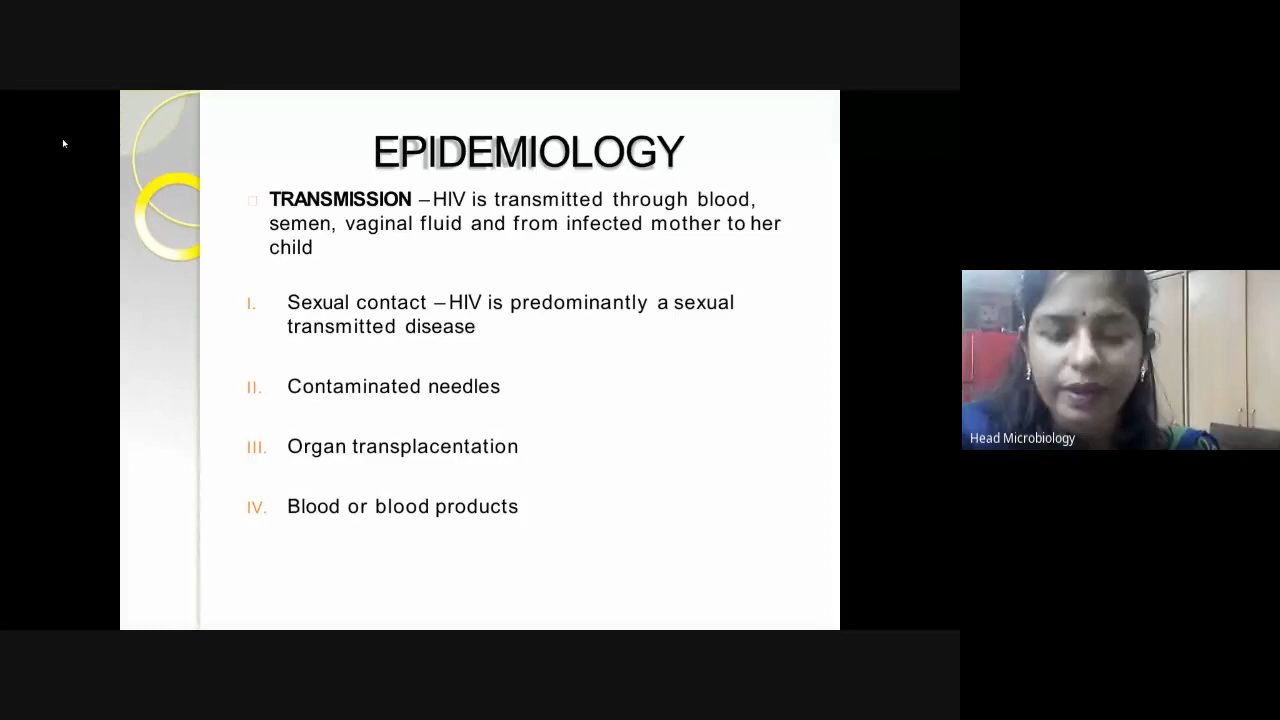 EPIDEMIOLOGY
TRANSMISSION – HIV is transmitted through blood,
semen, vaginal fluid and from infected mother to her
child
I. Sexual contact – HIV is predominantly a sexual
transmitted disease
II. Contaminated needles
III. Organ transplacentation
IV. Blood or blood products
Head Microbiology